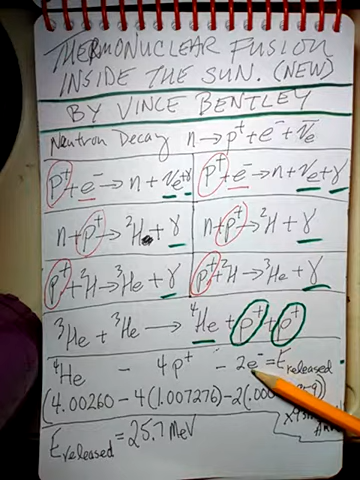 THERMONUCLEAR FUSION
INSIDE THE SUN. (NEW)
BY VINCE BENTLEY
Neutron Decay n → p⁺ + e⁻ + ν̄e
p⁺ + e⁻ → n + νe + γ
p⁺ + e⁻ → n + νe + γ
n + p⁺ → ²H + γ
n + p⁺ → ²H + γ
p⁺ + ²H → ³He + γ
p⁺ + ²H → ³He + γ
³He + ³He → ⁴He + p⁺ + p⁺
⁴He - 4p⁺ - 2e⁻ = Ereleased
(4.00260 - 4(1.007276) - 2(.000
Ereleased = 25.7 MeV